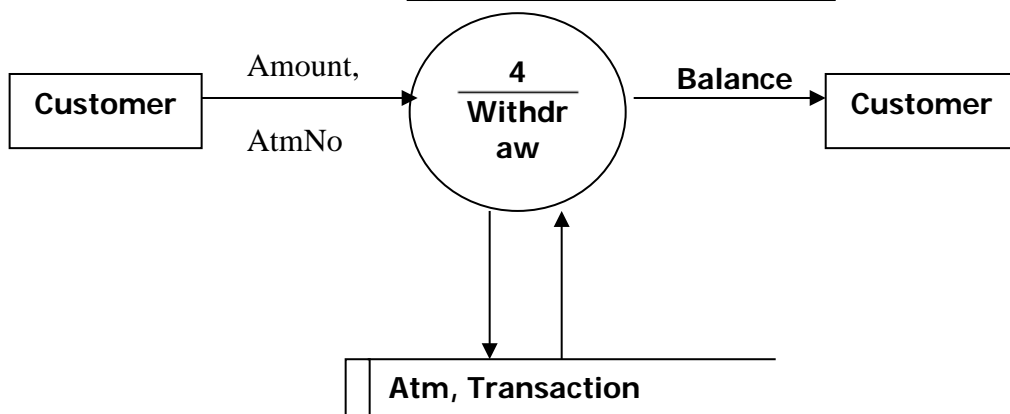 Customer
Amount,
AtmNo
4
Withdr
aw
Balance
Customer
Atm, Transaction